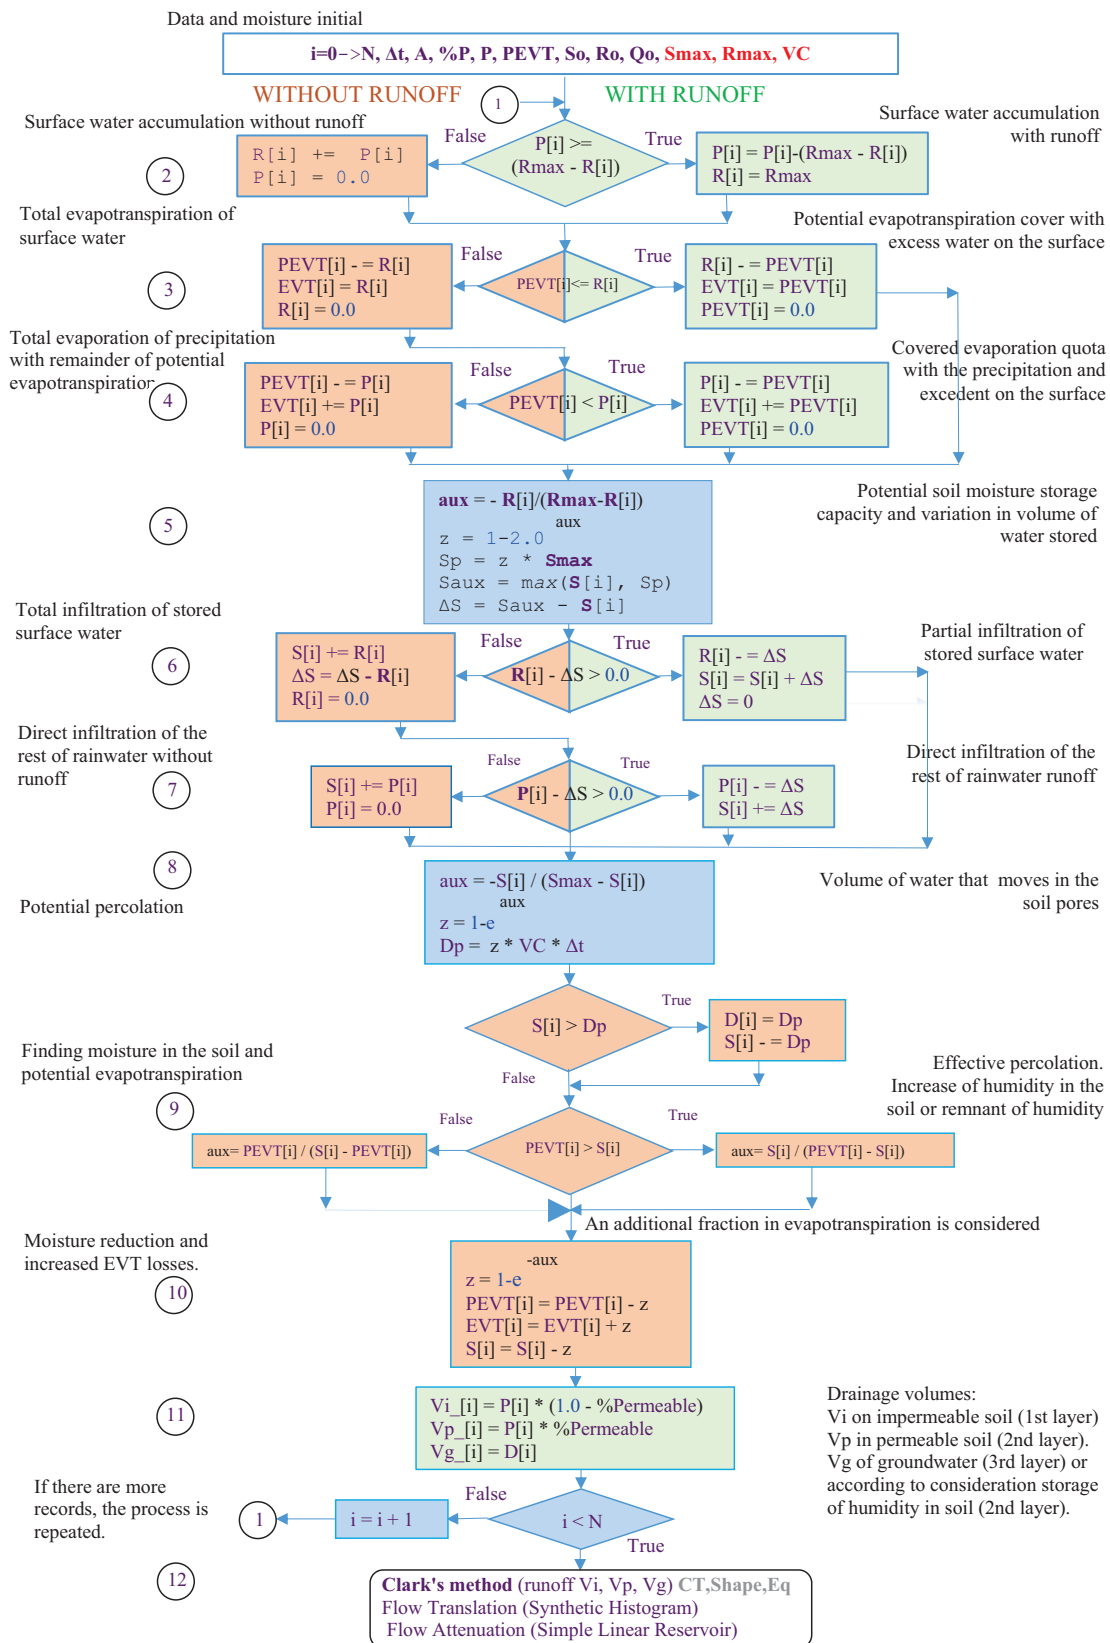 Data and moisture initial
i=0->N, Δt, A, %P, P, PEVT, So, Ro, Qo, Smax, Rmax, VC
WITHOUT RUNOFF
1
WITH RUNOFF
Surface water accumulation without runoff
Surface water accumulation
with runoff
False
True
R[i] += P[i]
P[i] = 0.0
P[i] >=
(Rmax - R[i])
P[i] = P[i]-(Rmax - R[i])
R[i] = Rmax
2
Total evapotranspiration of
surface water
Potential evapotranspiration cover with
excess water on the surface
False
True
PEVT[i] - = R[i]
EVT[i] = R[i]
R[i] = 0.0
PEVT[i]<= R[i]
R[i] - = PEVT[i]
EVT[i] = PEVT[i]
PEVT[i] = 0.0
3
Total evaporation of precipitation
with remainder of potential
evapotranspiration
Covered evaporation quota
with the precipitation and
excedent on the surface
False
True
PEVT[i] - = P[i]
EVT[i] += P[i]
P[i] = 0.0
PEVT[i] < P[i]
P[i] - = PEVT[i]
EVT[i] += PEVT[i]
PEVT[i] = 0.0
4
aux = - R[i]/(Rmax-R[i])
aux
z = 1-2.0
Sp = z * Smax
Saux = max(S[i], Sp)
ΔS = Saux - S[i]
5
Potential soil moisture storage
capacity and variation in volume of
water stored
Total infiltration of stored
surface water
Partial infiltration of
stored surface water
False
True
S[i] += R[i]
ΔS = ΔS - R[i]
R[i] = 0.0
R[i] - ΔS > 0.0
R[i] - = ΔS
S[i] = S[i] + ΔS
ΔS = 0
6
Direct infiltration of the
rest of rainwater without
runoff
Direct infiltration of the
rest of rainwater runoff
False
True
S[i] += P[i]
P[i] = 0.0
P[i] - ΔS > 0.0
P[i] - = ΔS
S[i] += ΔS
7
8
Potential percolation
aux = -S[i] / (Smax - S[i])
aux
z = 1-e
Dp = z * VC * Δt
Volume of water that moves in the
soil pores
True
S[i] > Dp
D[i] = Dp
S[i] - = Dp
False
Finding moisture in the soil and
potential evapotranspiration
Effective percolation.
Increase of humidity in the
soil or remnant of humidity
9
False
True
aux= PEVT[i] / (S[i] - PEVT[i])
PEVT[i] > S[i]
aux= S[i] / (PEVT[i] - S[i])
An additional fraction in evapotranspiration is considered
Moisture reduction and
increased EVT losses.
10
-aux
z = 1-e
PEVT[i] = PEVT[i] - z
EVT[i] = EVT[i] + z
S[i] = S[i] - z
11
Vi_[i] = P[i] * (1.0 - %Permeable)
Vp_[i] = P[i] * %Permeable
Vg_[i] = D[i]
Drainage volumes:
Vi on impermeable soil (1st layer)
Vp in permeable soil (2nd layer).
Vg of groundwater (3rd layer) or
according to consideration storage
of humidity in soil (2nd layer).
If there are more
records, the process is
repeated.
1
i = i + 1
False
i < N
True
12
Clark's method (runoff Vi, Vp, Vg) CT,Shape,Eq
Flow Translation (Synthetic Histogram)
Flow Attenuation (Simple Linear Reservoir)